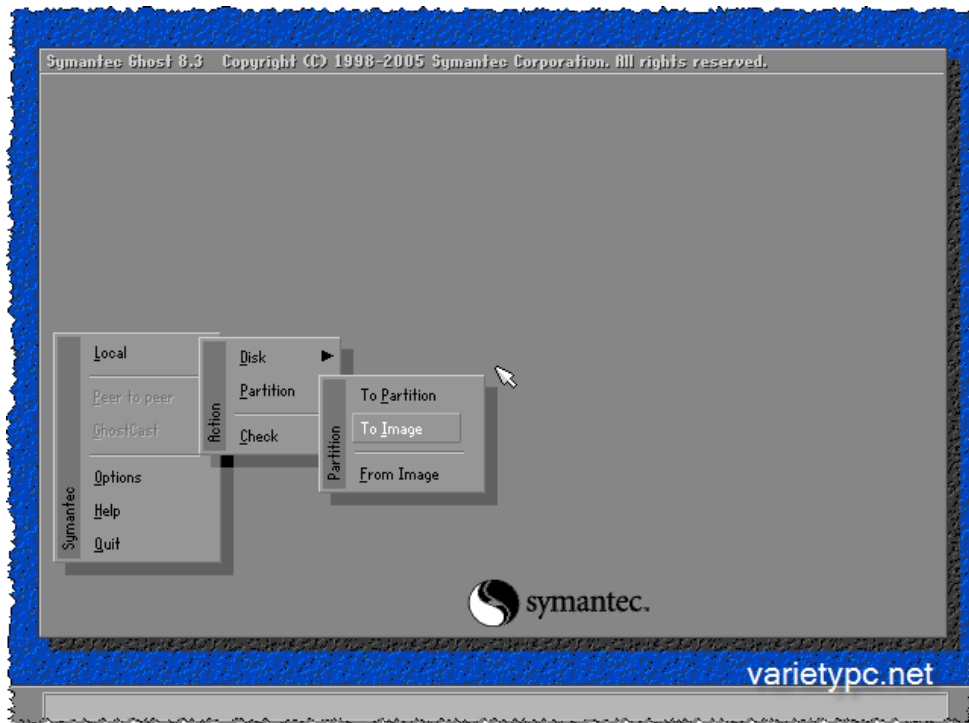 Symantec Ghost 8.3 Copyright (C) 1998-2005 Symantec Corporation. All rights reserved.
Local
Peer to peer
GhostCast
Options
Help
Quit
Symantec
Disk
Partition
Check
Action
To Partition
To Image
From Image
Partition
symantec.
varietypc.net